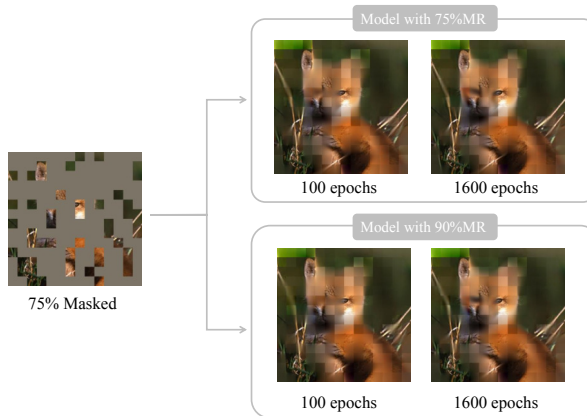 Model with 75%MR
100 epochs
1600 epochs
75% Masked
Model with 90%MR
100 epochs
1600 epochs